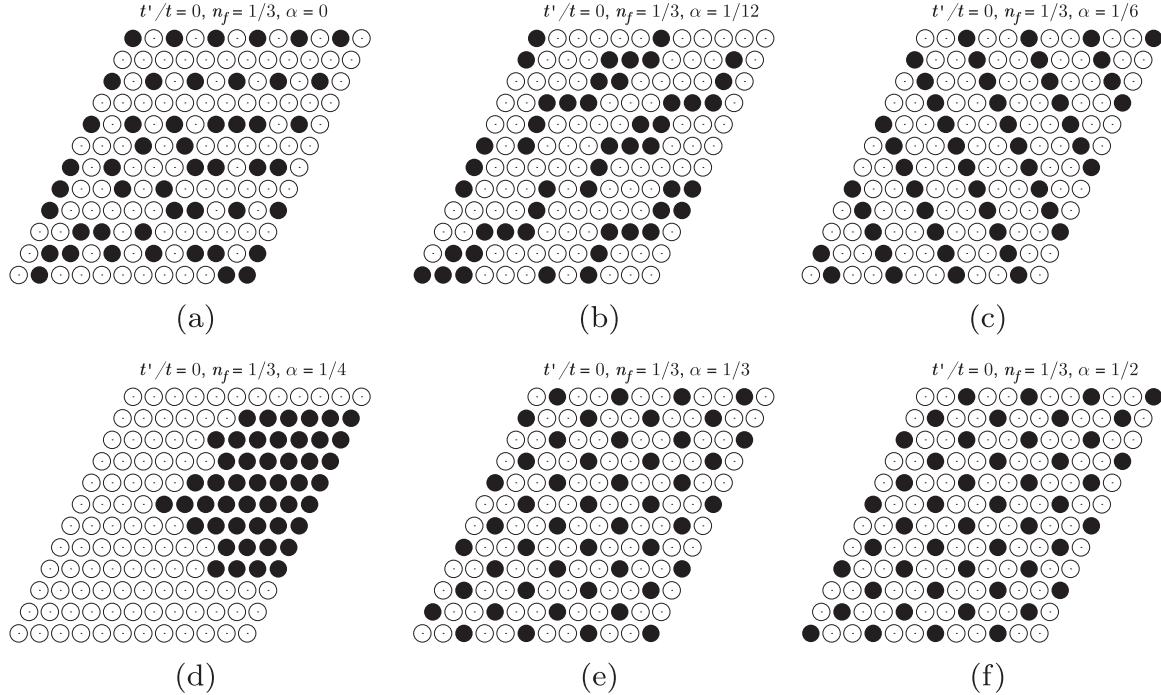 t'/t = 0, n_f = 1/3, α = 0
t'/t = 0, n_f = 1/3, α = 1/12
t'/t = 0, n_f = 1/3, α = 1/6
(a)
(b)
(c)
t'/t = 0, n_f = 1/3, α = 1/4
t'/t = 0, n_f = 1/3, α = 1/3
t'/t = 0, n_f = 1/3, α = 1/2
(d)
(e)
(f)